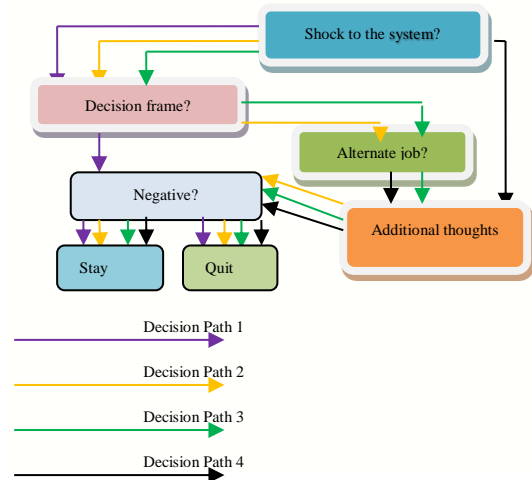 Shock to the system?
Decision frame?
Alternate job?
Negative?
Additional thoughts
Stay
Quit
Decision Path 1
Decision Path 2
Decision Path 3
Decision Path 4